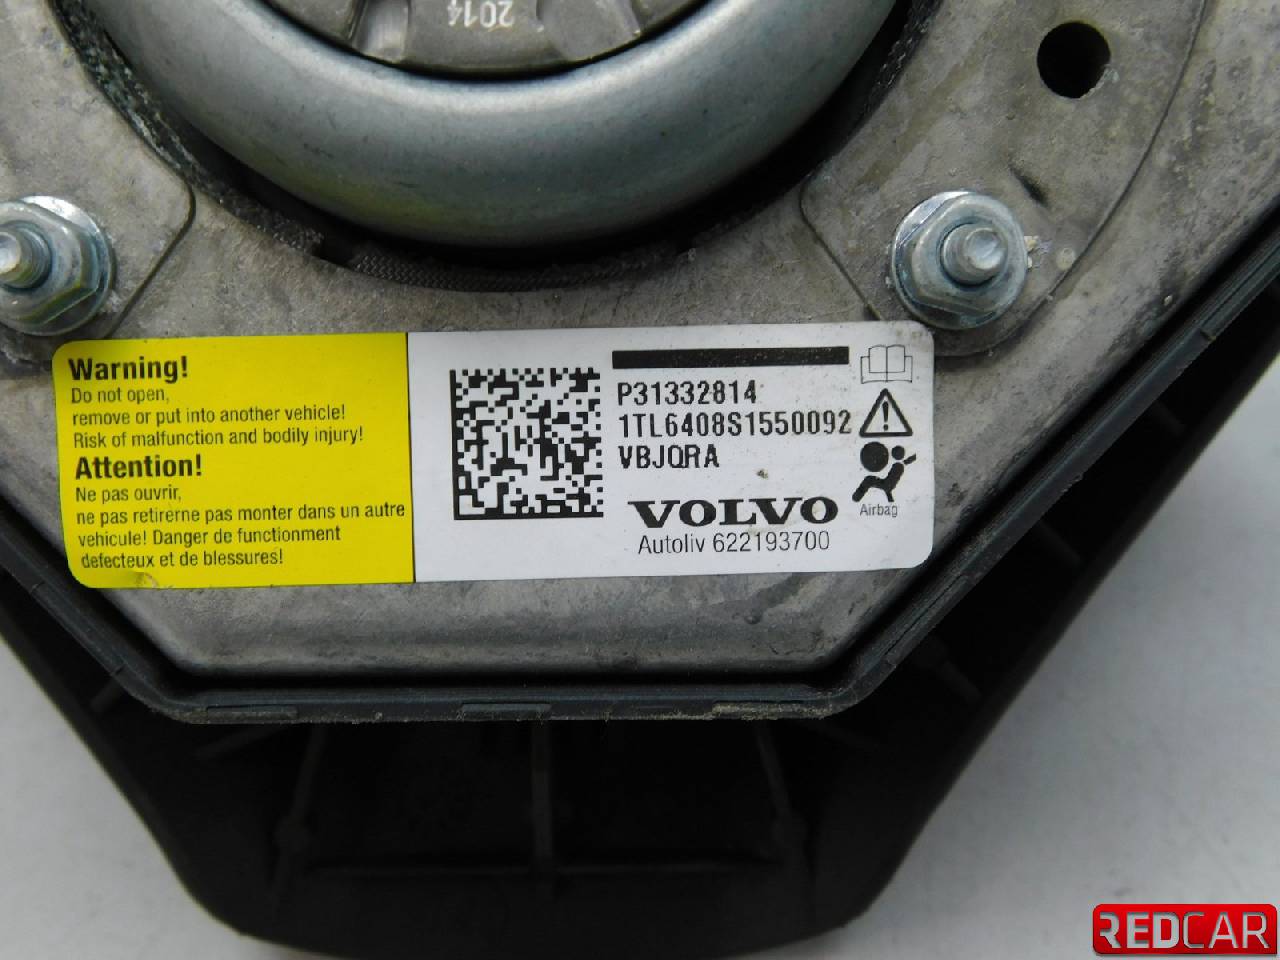 2014
Warning!
Do not open,
remove or put into another vehicle!
Risk of malfunction and bodily injury!
Attention!
Ne pas ouvrir,
ne pas retirerne pas monter dans un autre
vehicule! Danger de functionment
defecteux et de blessures!
P31332814
1TL6408S1550092
VBJQRA
VOLVO
Autoliv 622193700
Airbag
REDCAR